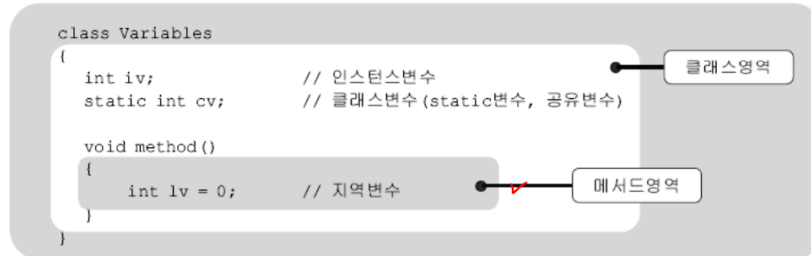 class Variables
{
int iv; // 인스턴스변수
static int cv; // 클래스변수(static변수, 공유변수)
클래스영역
void method()
{
int lv = 0; // 지역변수
메서드영역
}
}